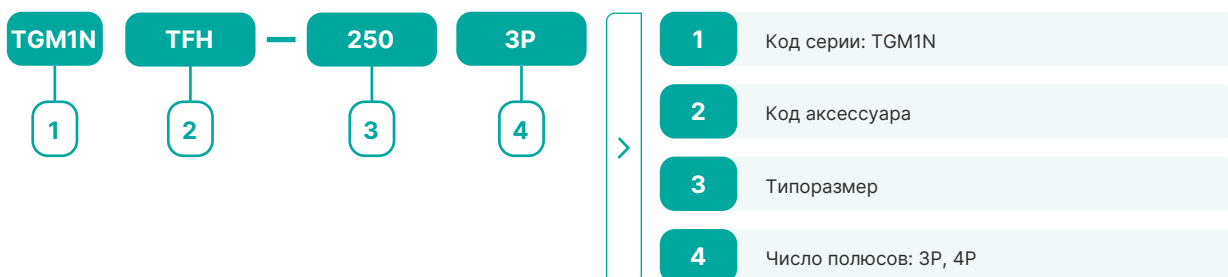 TGM1N TFH — 250 3P
1 2 3 4
1 Код серии: TGM1N
2 Код аксессуара
3 Типоразмер
4 Число полюсов: 3P, 4P